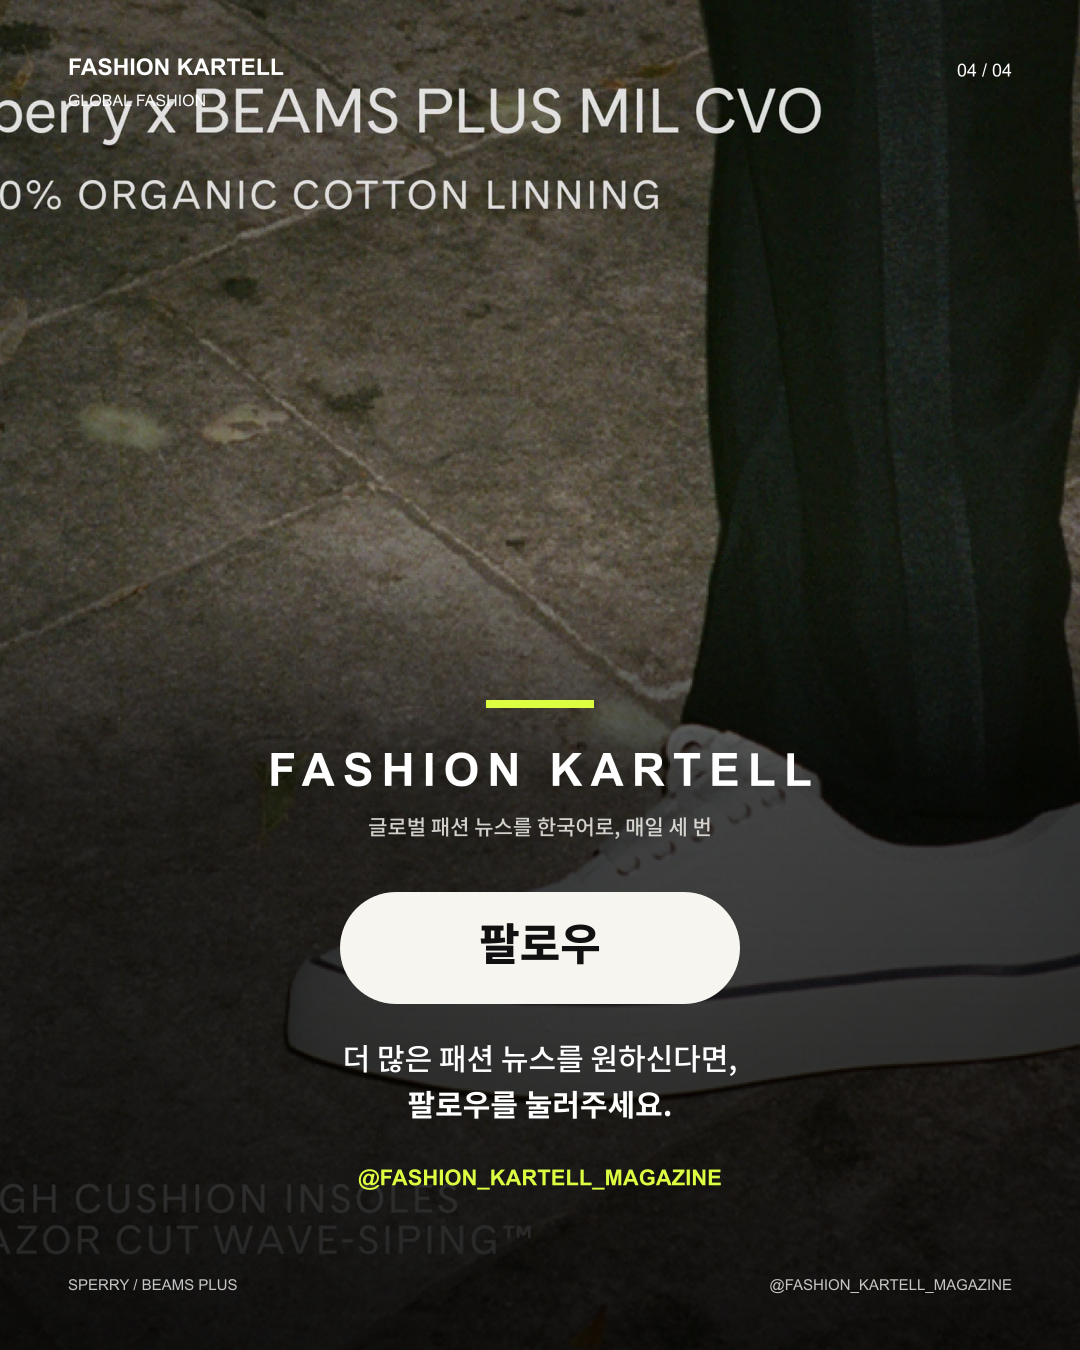 FASHION KARTELL
04 / 04
GLOBAL FASHION
perry x BEAMS PLUS MIL CVO
0% ORGANIC COTTON LINNING
FASHION KARTELL
글로벌 패션 뉴스를 한국어로, 매일 세 번
팔로우
더 많은 패션 뉴스를 원하신다면,
팔로우를 눌러주세요.
@FASHION_KARTELL_MAGAZINE
GH CUSHION INSOLES
AZOR CUT WAVE-SIPING™
SPERRY / BEAMS PLUS
@FASHION_KARTELL_MAGAZINE